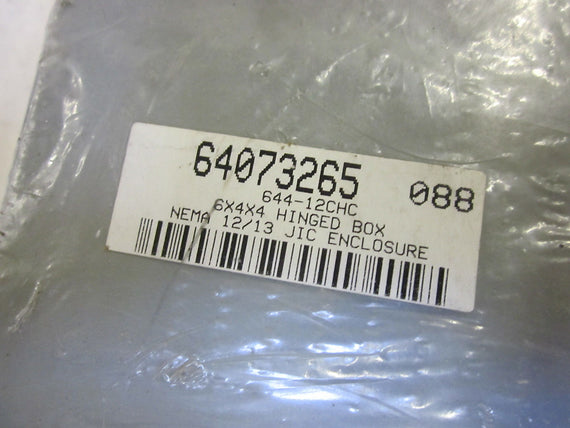 64073265 088
644-12CHC
6X4X4 HINGED BOX
NEMA 12/13 JIC ENCLOSURE